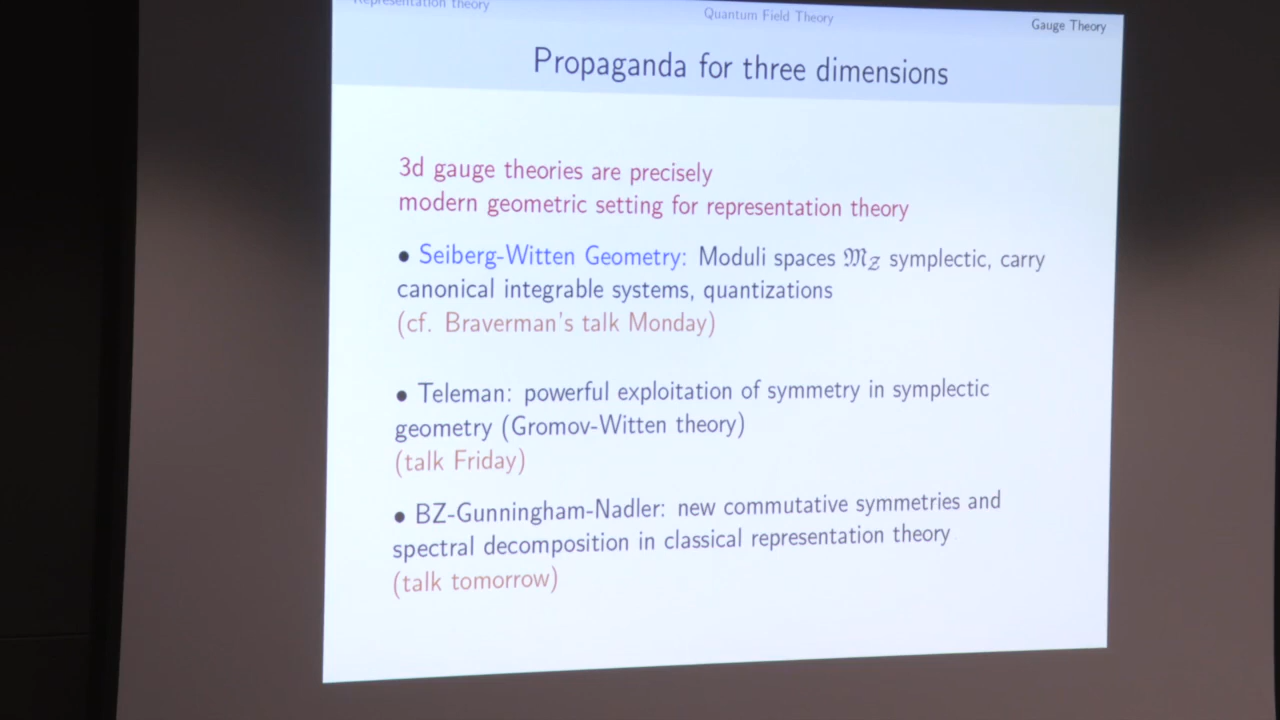 Representation theory
Quantum Field Theory
Gauge Theory
Propaganda for three dimensions
3d gauge theories are precisely
modern geometric setting for representation theory
• Seiberg-Witten Geometry: Moduli spaces 𝔐_𝒵 symplectic, carry
canonical integrable systems, quantizations
(cf. Braverman's talk Monday)
• Teleman: powerful exploitation of symmetry in symplectic
geometry (Gromov-Witten theory)
(talk Friday)
• BZ-Gunningham-Nadler: new commutative symmetries and
spectral decomposition in classical representation theory
(talk tomorrow)